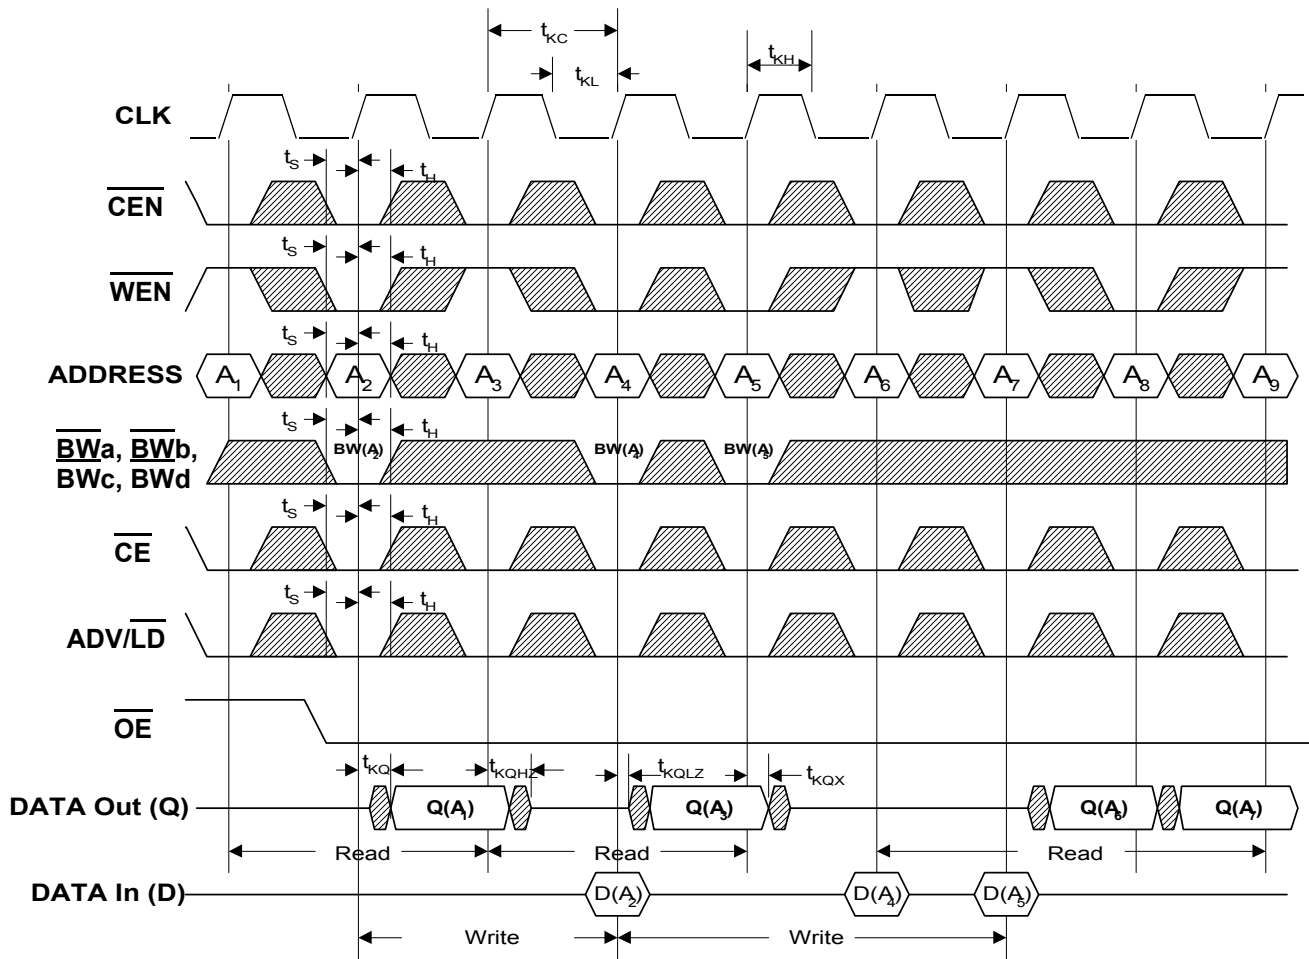 tKC
tKH
tKL
CLK
tS
tH
CEN
tS
tH
WEN
tS
tH
ADDRESS A1 A2 A3 A4 A5 A6 A7 A8 A9
tS
tH
BWa, BWb,
BWc, BWd
BW(A2) BW(A4) BW(A5)
tS
tH
CE
tS
tH
ADV/LD
OE
tKQ tKQHZ tKQLZ tKQX
DATA Out (Q) Q(A1) Q(A3) Q(A6) Q(A7)
Read Read Read
DATA In (D) D(A2) D(A4) D(A5)
Write Write